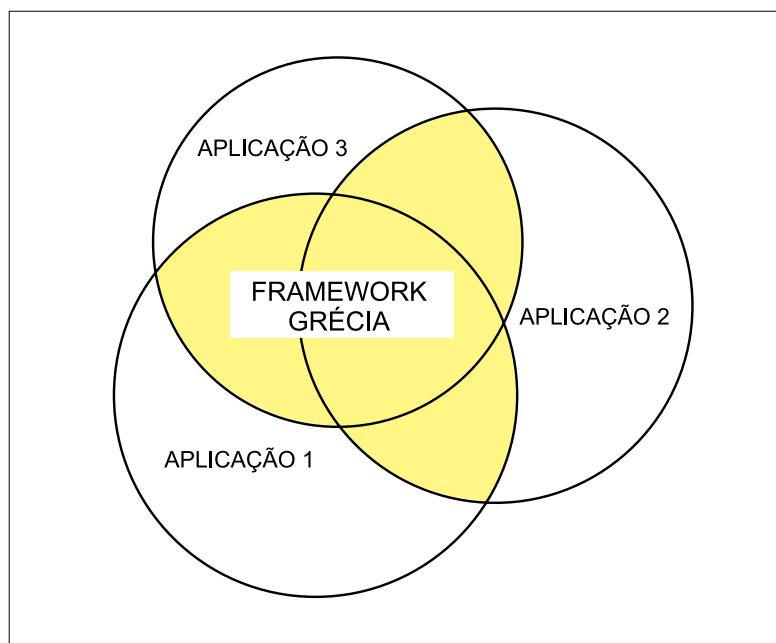 APLICAÇÃO 3
FRAMEWORK
GRÉCIA
APLICAÇÃO 2
APLICAÇÃO 1